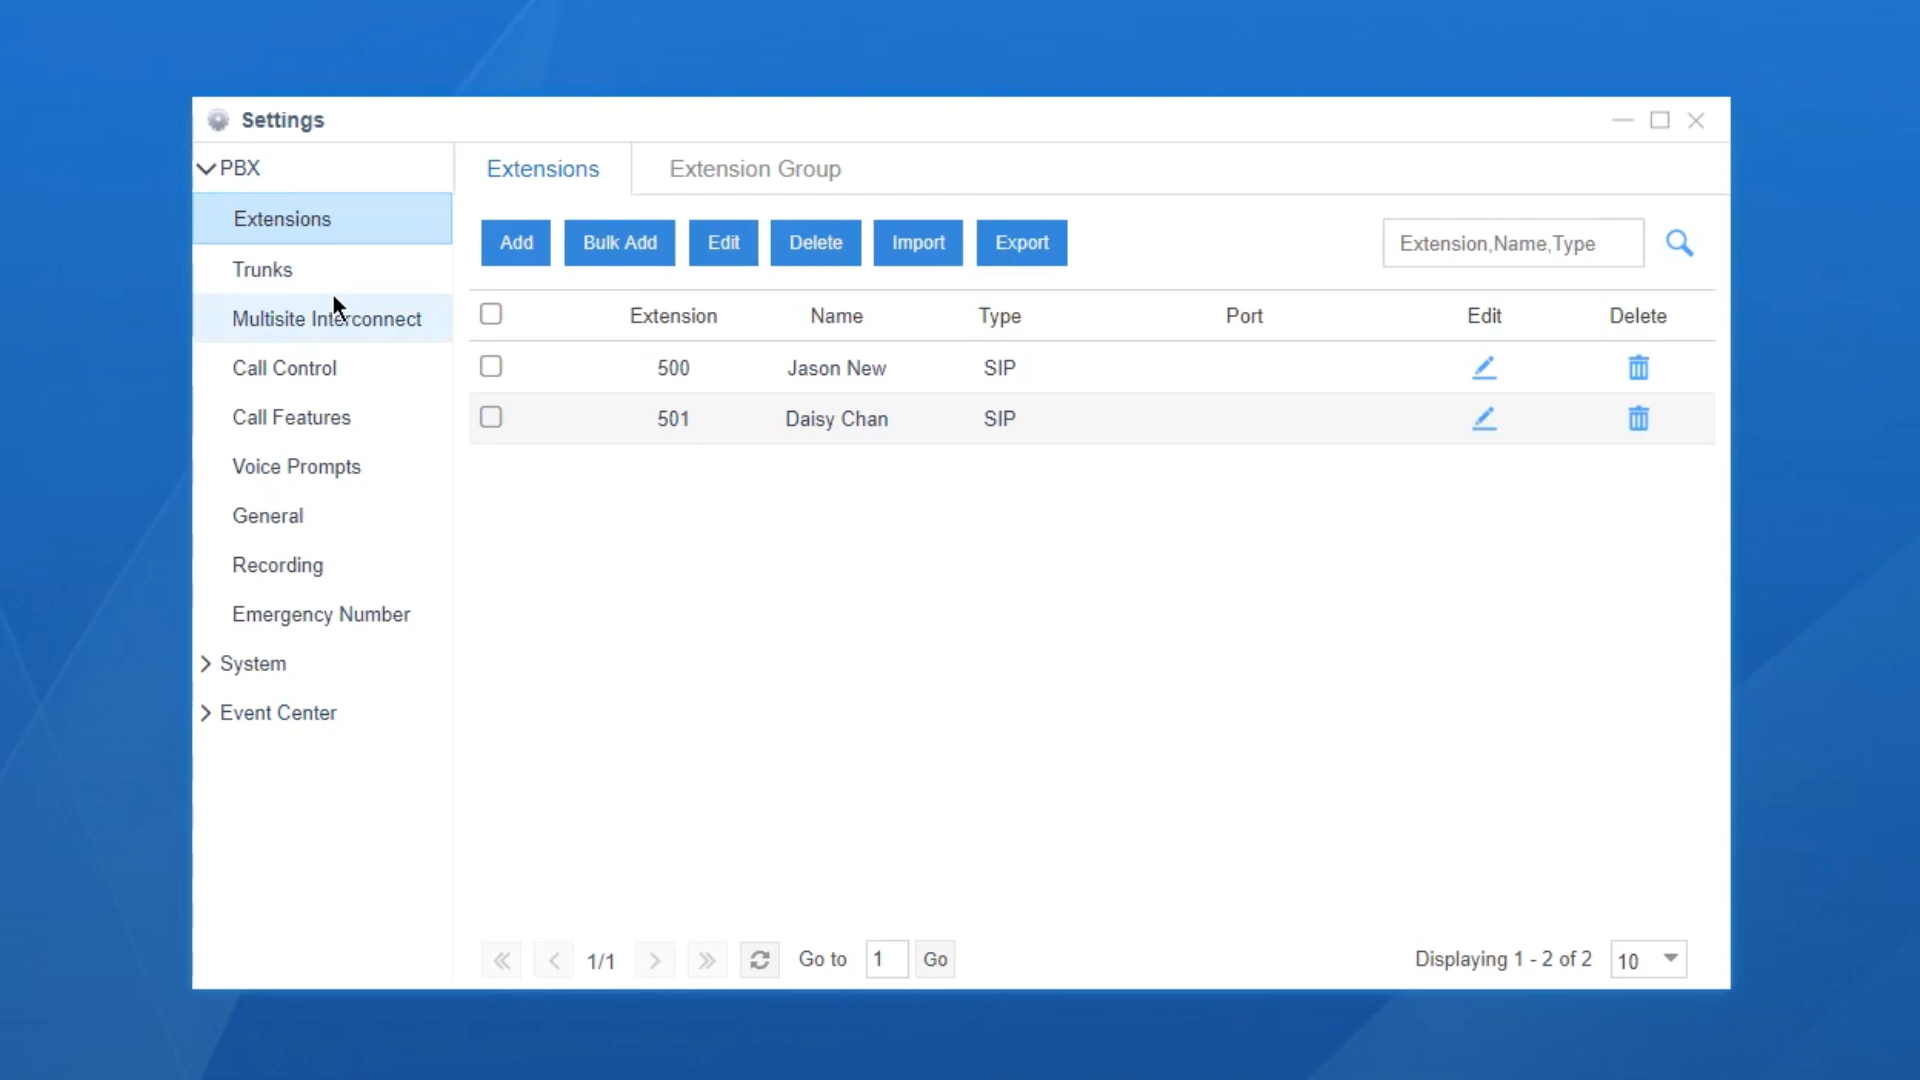 Settings
PBX
Extensions
Trunks
Multisite Interconnect
Call Control
Call Features
Voice Prompts
General
Recording
Emergency Number
System
Event Center
Extensions Extension Group
Add Bulk Add Edit Delete Import Export Extension,Name,Type
Extension Name Type Port Edit Delete
500 Jason New SIP
501 Daisy Chan SIP
1/1 Go to 1 Go Displaying 1 - 2 of 2 10